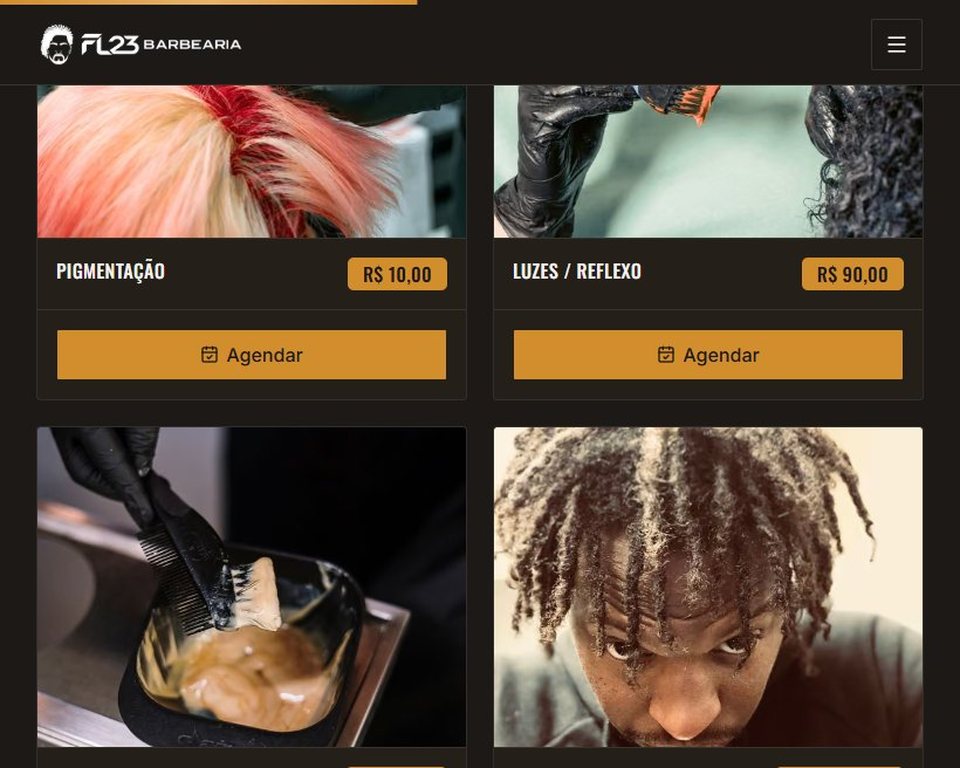 FL23 BARBEARIA
PIGMENTAÇÃO
R$ 10,00
LUZES / REFLEXO
R$ 90,00
Agendar
Agendar